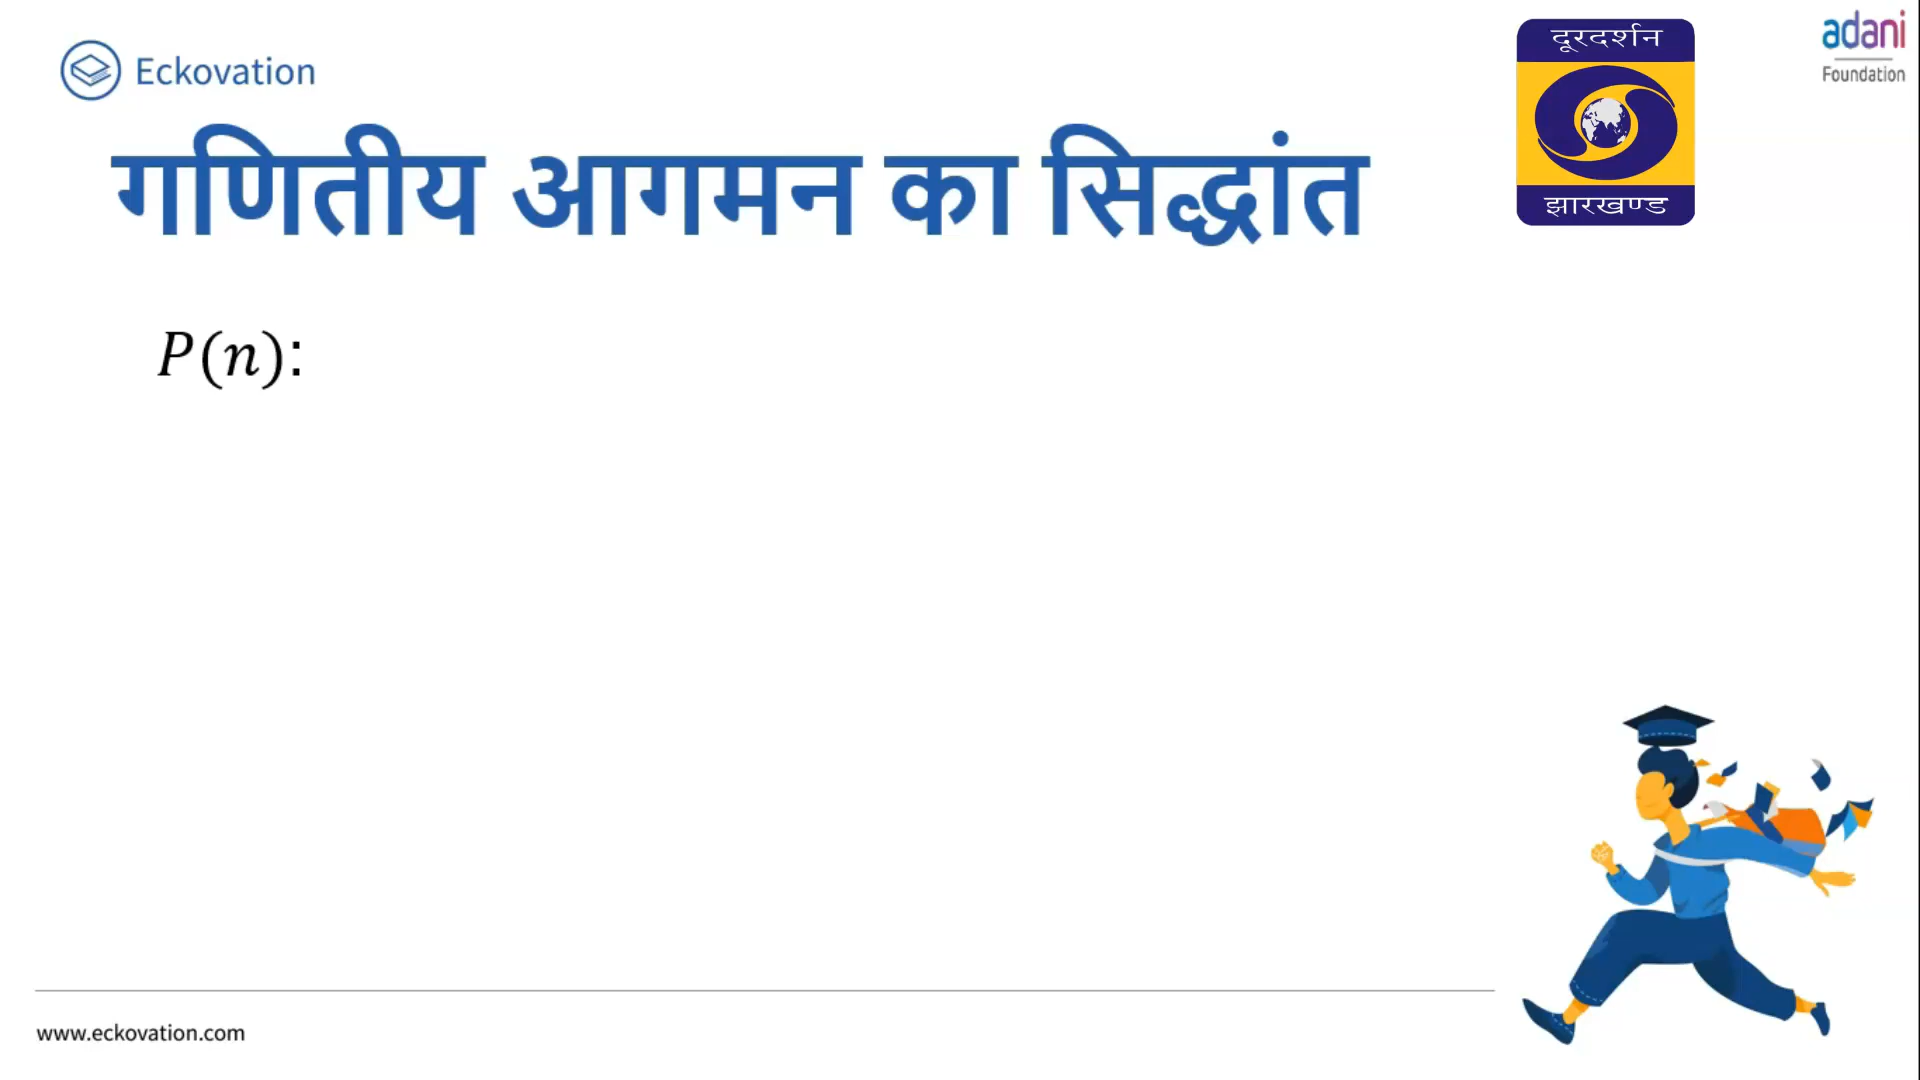 Eckovation
दूरदर्शन
झारखण्ड
adani
Foundation
गणितीय आगमन का सिद्धांत
P(n):
www.eckovation.com